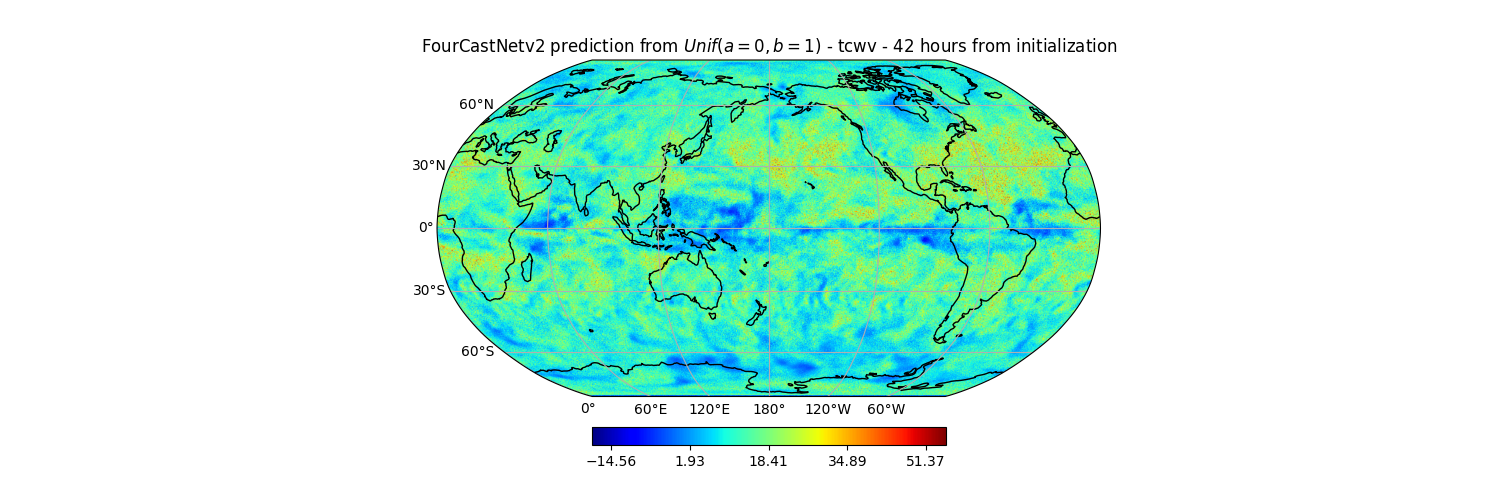 FourCastNetv2 prediction from Unif(a = 0, b = 1) - tcwv - 42 hours from initialization
60°N
30°N
0°
30°S
60°S
0° 60°E 120°E 180° 120°W 60°W
−14.56 1.93 18.41 34.89 51.37